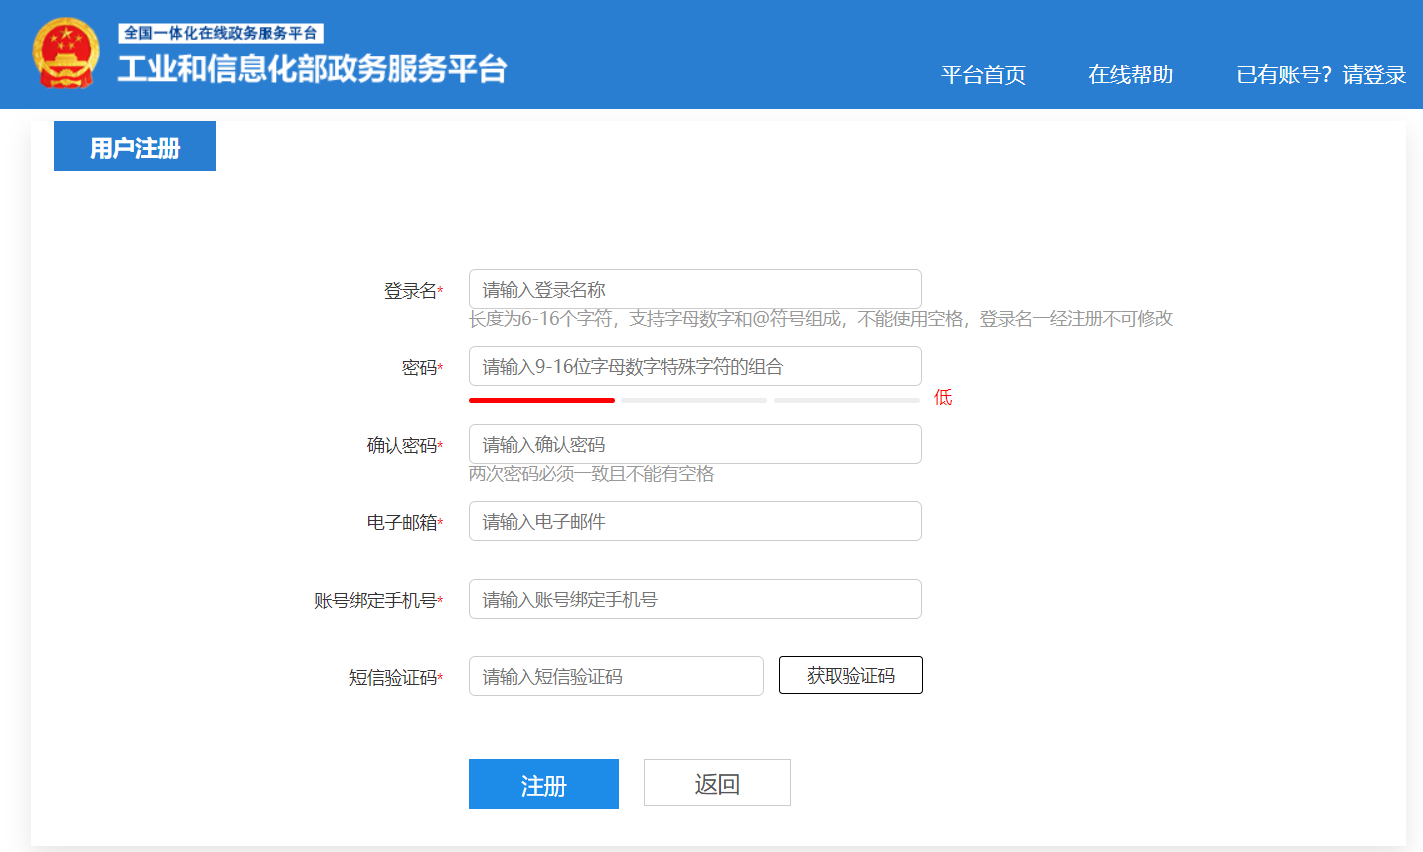 全国一体化在线政务服务平台
工业和信息化部政务服务平台
平台首页 在线帮助 已有账号？请登录
用户注册
登录名* 请输入登录名称
长度为6-16个字符，支持字母数字和@符号组成，不能使用空格，登录名一经注册不可修改
密码* 请输入9-16位字母数字特殊字符的组合
低
确认密码* 请输入确认密码
两次密码必须一致且不能有空格
电子邮箱* 请输入电子邮件
账号绑定手机号* 请输入账号绑定手机号
短信验证码* 请输入短信验证码 获取验证码
注册 返回